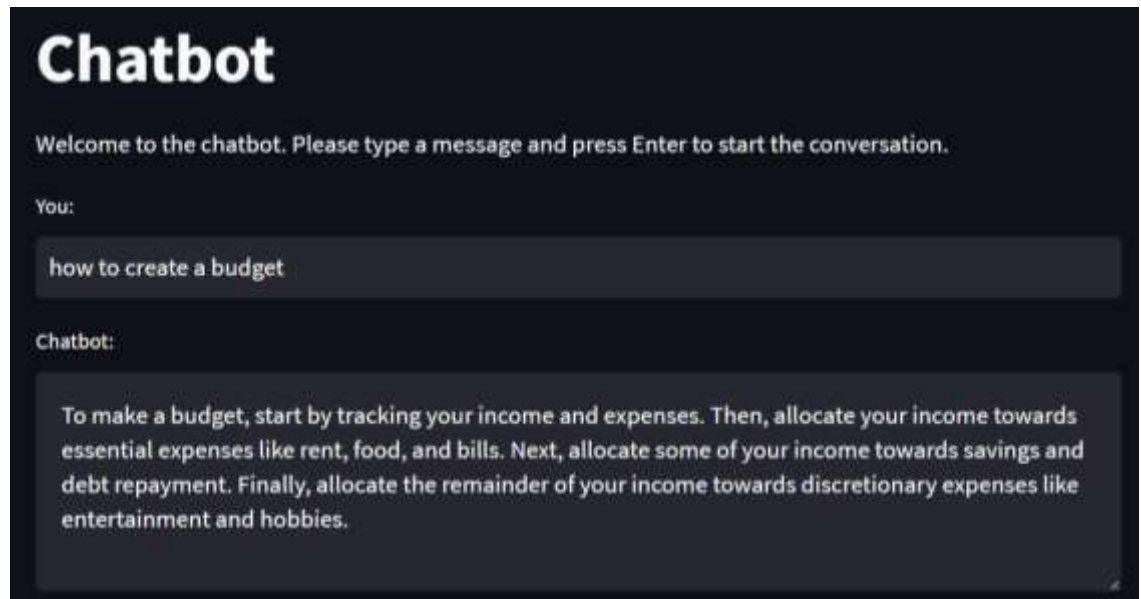 Chatbot
Welcome to the chatbot. Please type a message and press Enter to start the conversation.
You:
how to create a budget
Chatbot:
To make a budget, start by tracking your income and expenses. Then, allocate your income towards
essential expenses like rent, food, and bills. Next, allocate some of your income towards savings and
debt repayment. Finally, allocate the remainder of your income towards discretionary expenses like
entertainment and hobbies.